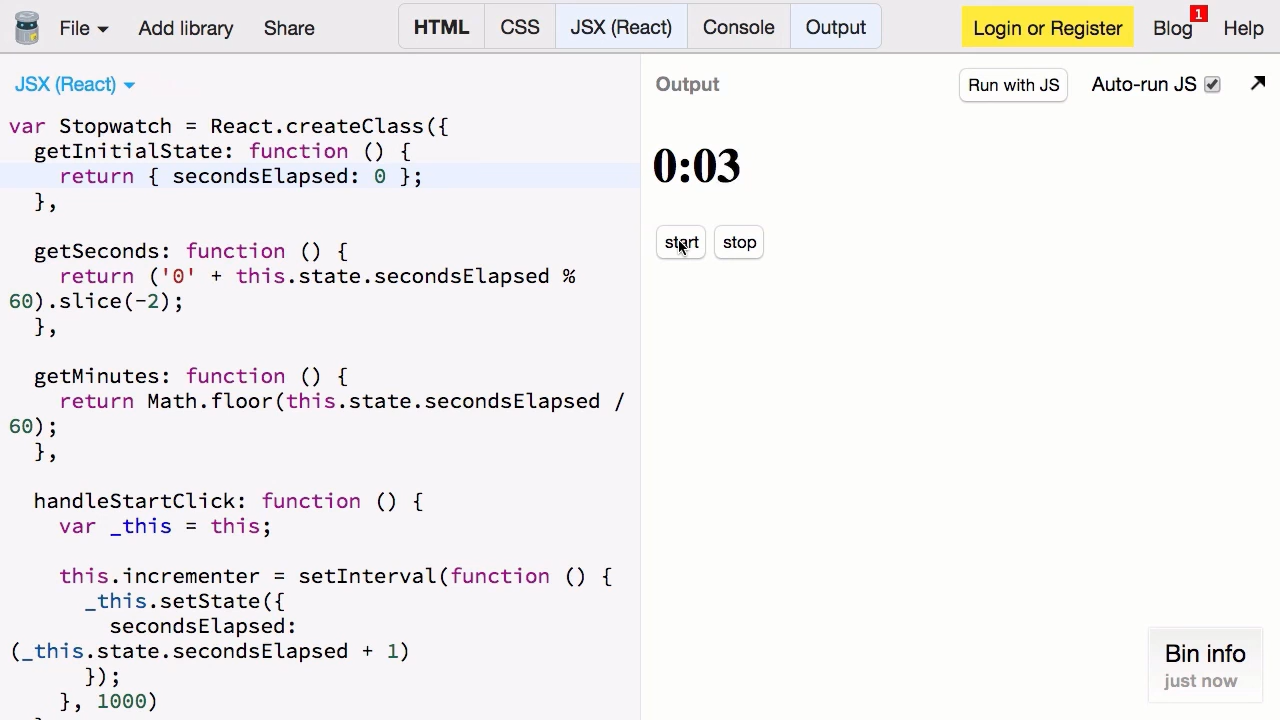 File Add library Share HTML CSS JSX (React) Console Output Login or Register Blog 1 Help
JSX (React)
var Stopwatch = React.createClass({
  getInitialState: function () {
    return { secondsElapsed: 0 };
  },

  getSeconds: function () {
    return ('0' + this.state.secondsElapsed %
60).slice(-2);
  },

  getMinutes: function () {
    return Math.floor(this.state.secondsElapsed /
60);
  },

  handleStartClick: function () {
    var _this = this;

    this.incrementer = setInterval(function () {
      _this.setState({
        secondsElapsed:
(_this.state.secondsElapsed + 1)
      });
    }, 1000)
Output Run with JS Auto-run JS
0:03
start stop
Bin info
just now